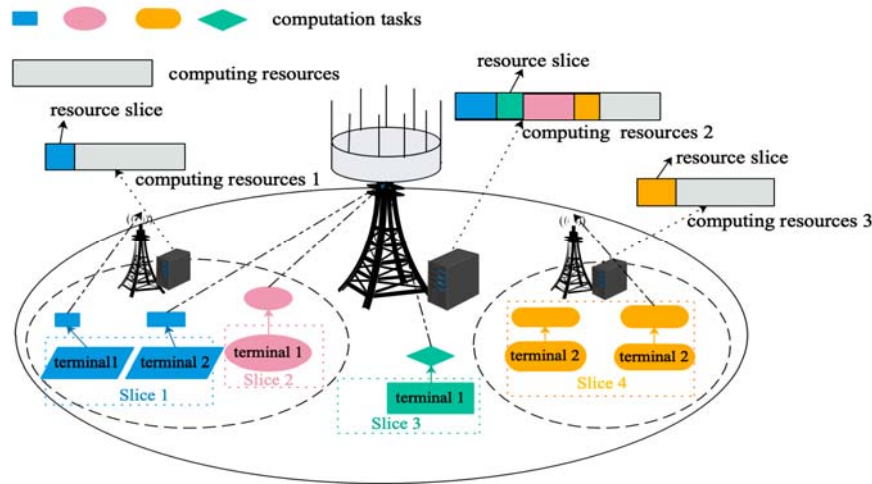 computation tasks
computing resources
resource slice
resource slice
computing resources 2
computing resources 1
resource slice
computing resources 3
terminal1
terminal 2
Slice 1
terminal 1
Slice 2
terminal 1
Slice 3
terminal 2
terminal 2
Slice 4